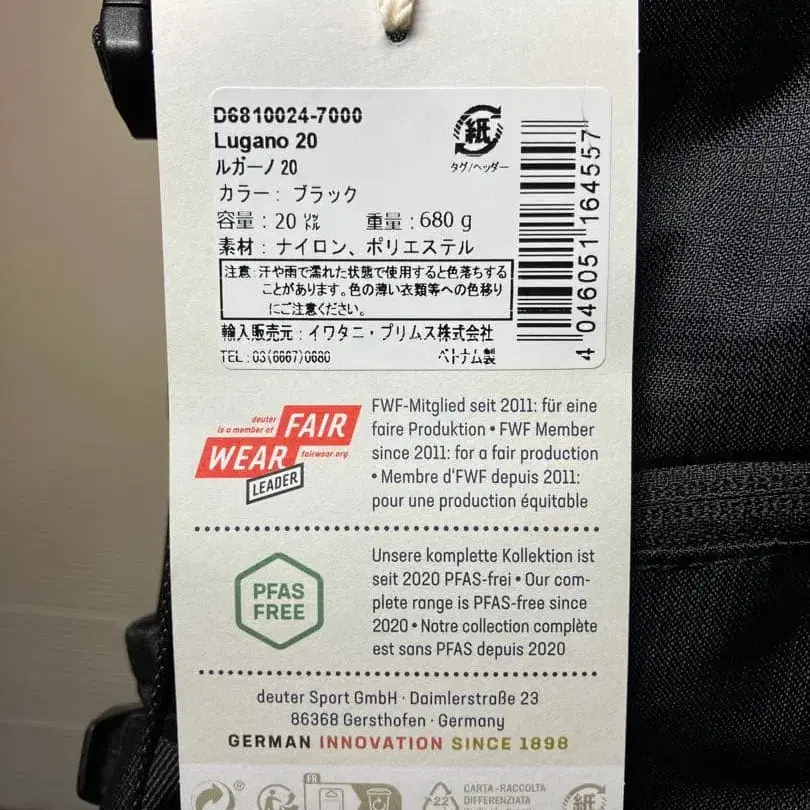 D6810024-7000
Lugano 20
ルガーノ 20
カラー：ブラック
容量：20 リットル 重量：680 g
素材：ナイロン、ポリエステル
紙
タグ/ヘッダー
注意：汗や雨で濡れた状態で使用すると色落ちする
ことがあります。色の薄い衣類等への色移り
にご注意ください。
輸入販売元：イワタニ・プリムス株式会社
TEL：03(6667)0680 ベトナム製
4 046051 164557
deuter
is a member of
FAIR
WEAR
fairwear.org
LEADER
FWF-Mitglied seit 2011: für eine
faire Produktion • FWF Member
since 2011: for a fair production
• Membre d'FWF depuis 2011:
pour une production équitable
PFAS
FREE
Unsere komplette Kollektion ist
seit 2020 PFAS-frei • Our com-
plete range is PFAS-free since
2020 • Notre collection complète
est sans PFAS depuis 2020
deuter Sport GmbH · Daimlerstraße 23
86368 Gersthofen · Germany
GERMAN INNOVATION SINCE 1898
®
FR
22
CARTA - RACCOLTA
DIFFERENZIATA
紙